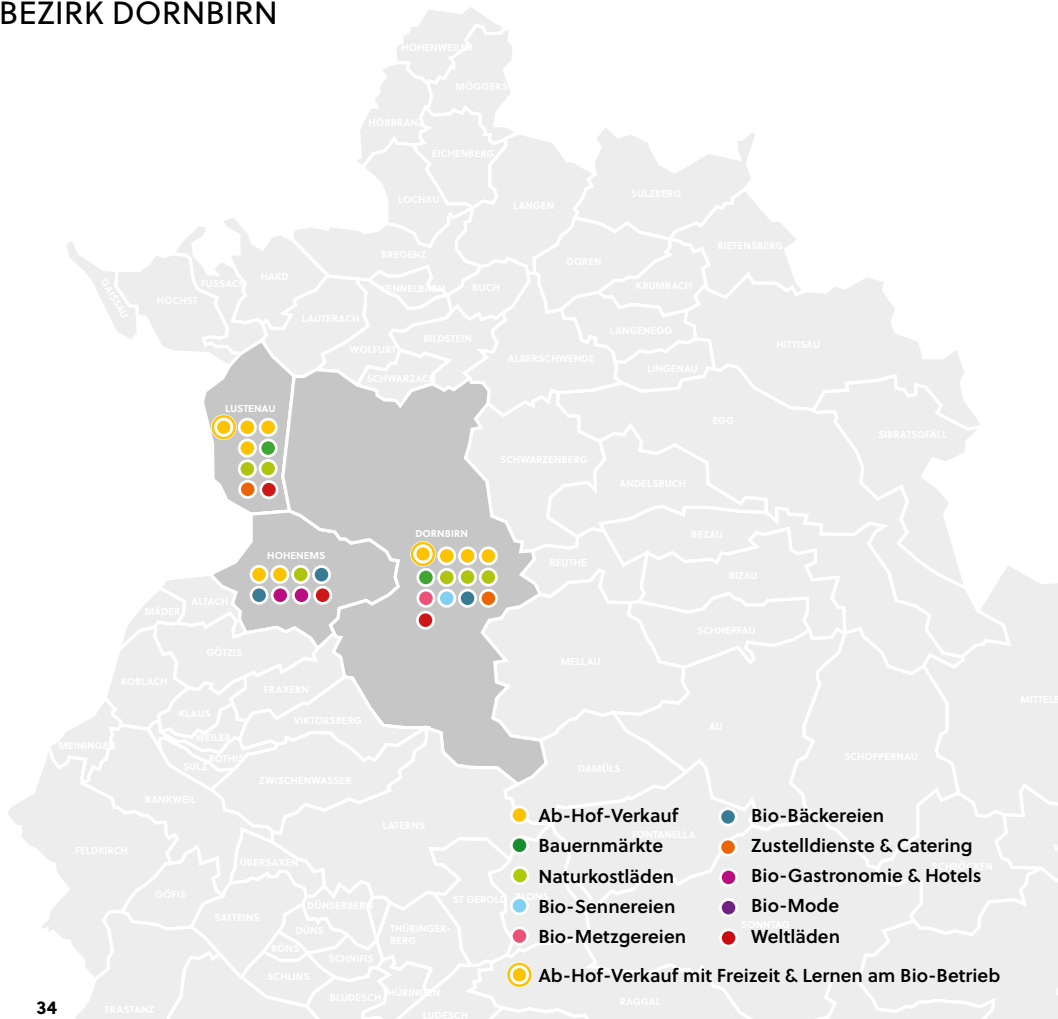 BEZIRK DORNBIRN
HOHENWEILER
MÖGGERS
HÖRBRANZ
EICHENBERG
LOCHAU
LANGEN
SULZBERG
RIEFENSBERG
BREGENZ
DOREN
GAISSAU
HÖCHST
FUSSACH
HARD
KENNELBACH
BUCH
KRUMBACH
LAUTERACH
LANGENEGG
WOLFURT
BILDSTEIN
ALBERSCHWENDE
HITTISAU
LINGENAU
SCHWARZACH
LUSTENAU
EGG
SIBRATSGFÄLL
SCHWARZENBERG
ANDELSBUCH
DORNBIRN
BEZAU
HOHENEMS
REUTHE
BIZAU
ALTACH
MÄDER
SCHNEPFAU
GÖTZIS
MELLAU
KOBLACH
FRAXERN
MITTELB
KLAUS
VIKTORSBERG
AU
WEILER
MEININGEN
RÖTHIS
SULZ
SCHOPPERNAU
DAMÜLS
ZWISCHENWASSER
RANKWEIL
LATERNS
FONTANELLA
FELDKIRCH
ÜBERSAXEN
SCHRÖCKEN
GÖFIS
DÜNSERBERG
ST GEROLD
BLONS
SATTEINS
SONNTAG
DÜNS
THÜRINGER-
BERG
RÖNS
SCHNIFIS
SCHLINS
BLUDESCH
THÜRINGEN
RAGGAL
FRASTANZ
LUDESCH
Ab-Hof-Verkauf
Bauernmärkte
Naturkostläden
Bio-Sennereien
Bio-Metzgereien
Bio-Bäckereien
Zustelldienste & Catering
Bio-Gastronomie & Hotels
Bio-Mode
Weltläden
Ab-Hof-Verkauf mit Freizeit & Lernen am Bio-Betrieb
34